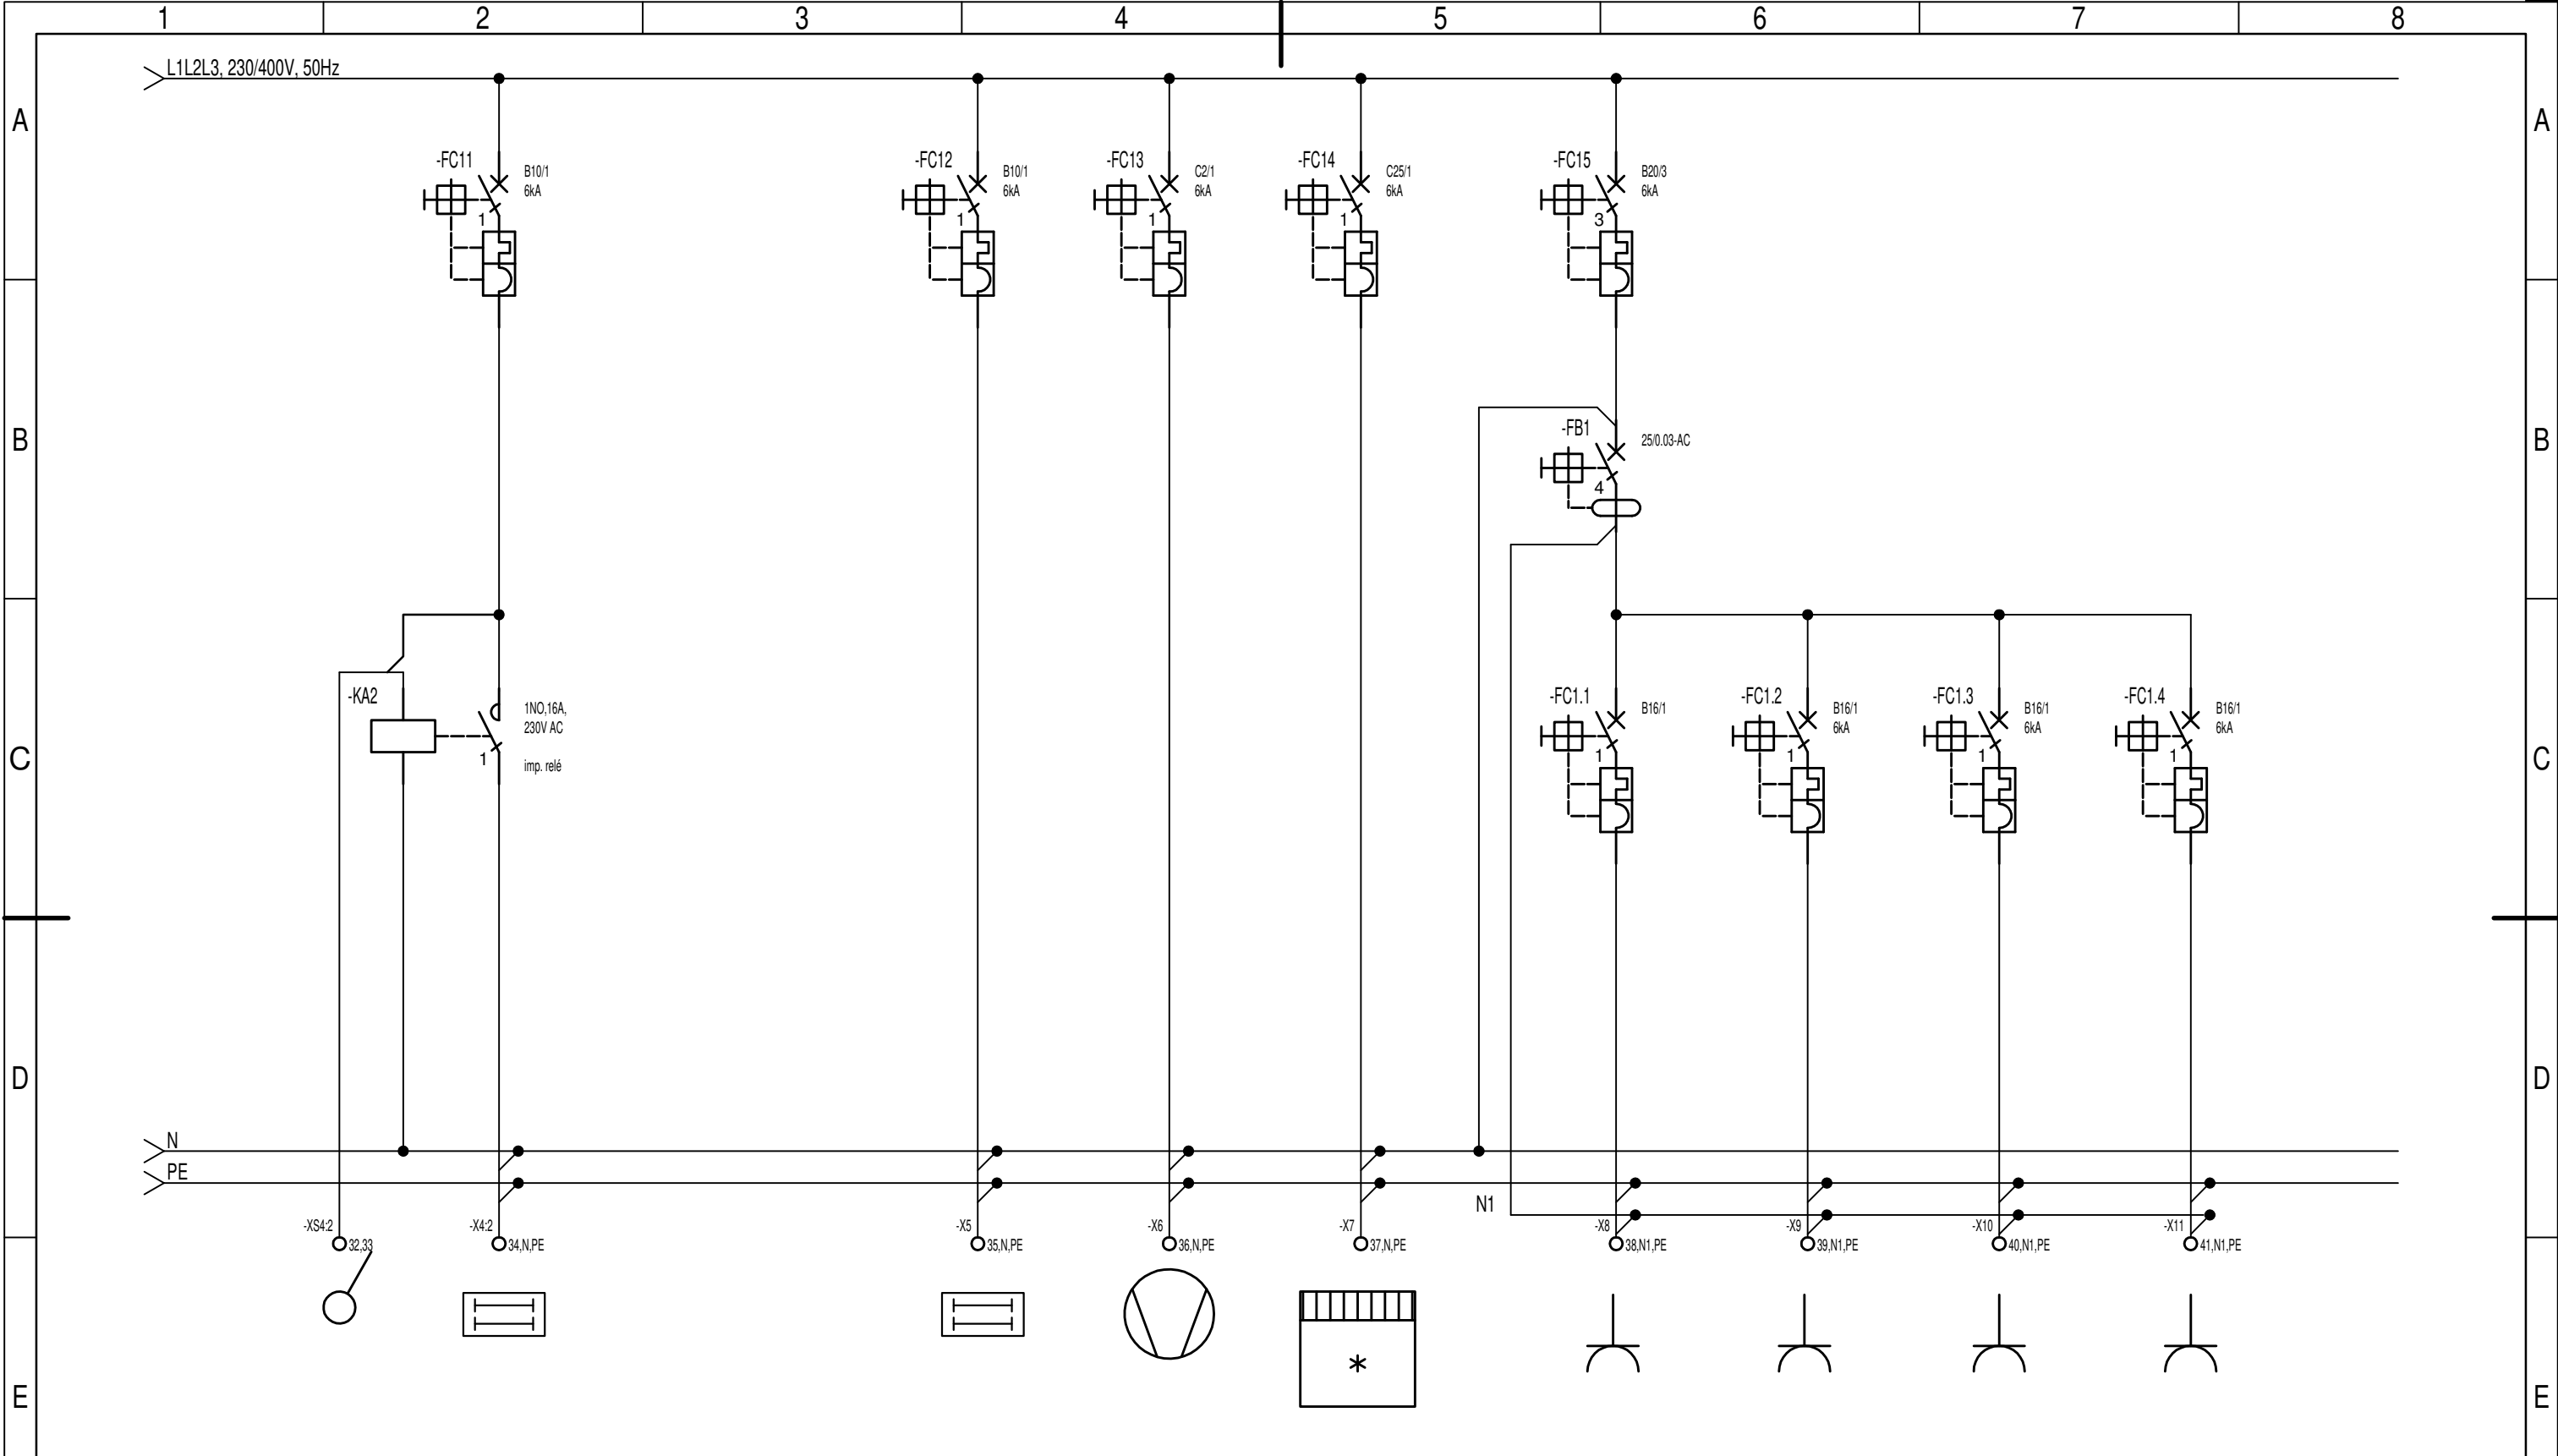 1 2 3 4 5 6 7 8
L1L2L3, 230/400V, 50Hz
A A
-FC11 B10/1
6kA
1
-FC12 B10/1
6kA
1
-FC13 C2/1
6kA
1
-FC14 C25/1
6kA
1
-FC15 B20/3
6kA
3
B B
-FB1 25/0.03-AC
4
-KA2 1NO,16A,
230V AC
1
imp. relé
-FC1.1 B16/1
1
-FC1.2 B16/1
6kA
1
-FC1.3 B16/1
6kA
1
-FC1.4 B16/1
6kA
1
C C
D D
N
PE
N1
-XS4:2 -X4:2 -X5 -X6 -X7 -X8 -X9 -X10 -X11
32,33 34,N,PE 35,N,PE 36,N,PE 37,N,PE 38,N1,PE 39,N1,PE 40,N1,PE 41,N1,PE
*
E E